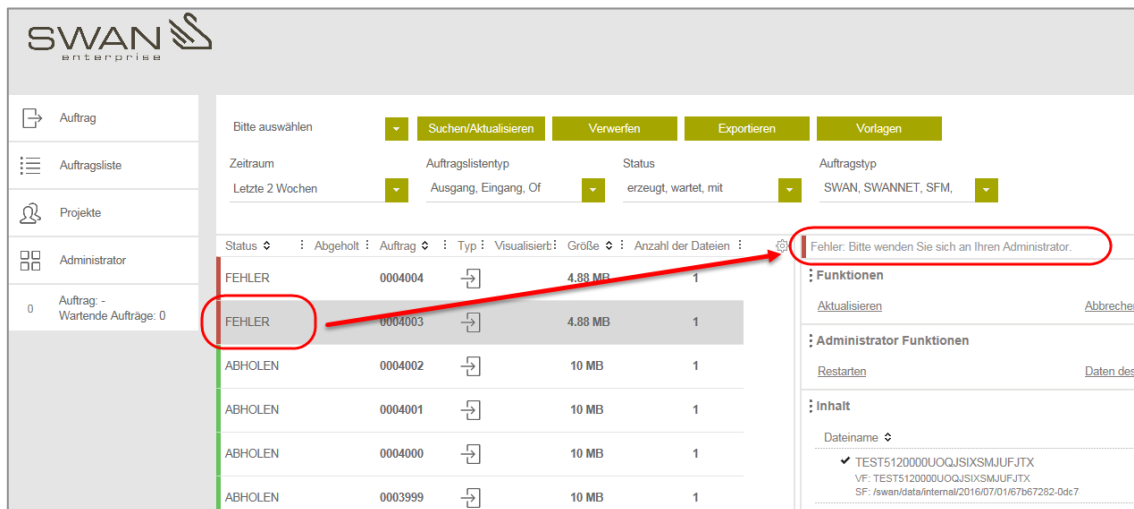 SWAN
enterprise
Auftrag
Auftragsliste
Projekte
Administrator
0
Auftrag: -
Wartende Aufträge: 0
Bitte auswählen
Suchen/Aktualisieren
Verwerfen
Exportieren
Vorlagen
Zeitraum
Auftragslistentyp
Status
Auftragstyp
Letzte 2 Wochen
Ausgang, Eingang, Of
erzeugt, wartet, mit
SWAN, SWANNET, SFM,
Status Abgeholt Auftrag Typ Visualisiert Größe Anzahl der Dateien
FEHLER 0004004 4.88 MB 1
FEHLER 0004003 4.88 MB 1
ABHOLEN 0004002 10 MB 1
ABHOLEN 0004001 10 MB 1
ABHOLEN 0004000 10 MB 1
ABHOLEN 0003999 10 MB 1
Fehler: Bitte wenden Sie sich an Ihren Administrator.
Funktionen
Aktualisieren Abbrechen
Administrator Funktionen
Restarten Daten des
Inhalt
Dateiname
TEST5120000UOQJSIXSMJUFJTX
VF: TEST5120000UOQJSIXSMJUFJTX
SF: /swan/data/internal/2016/07/01/67b67282-0dc7